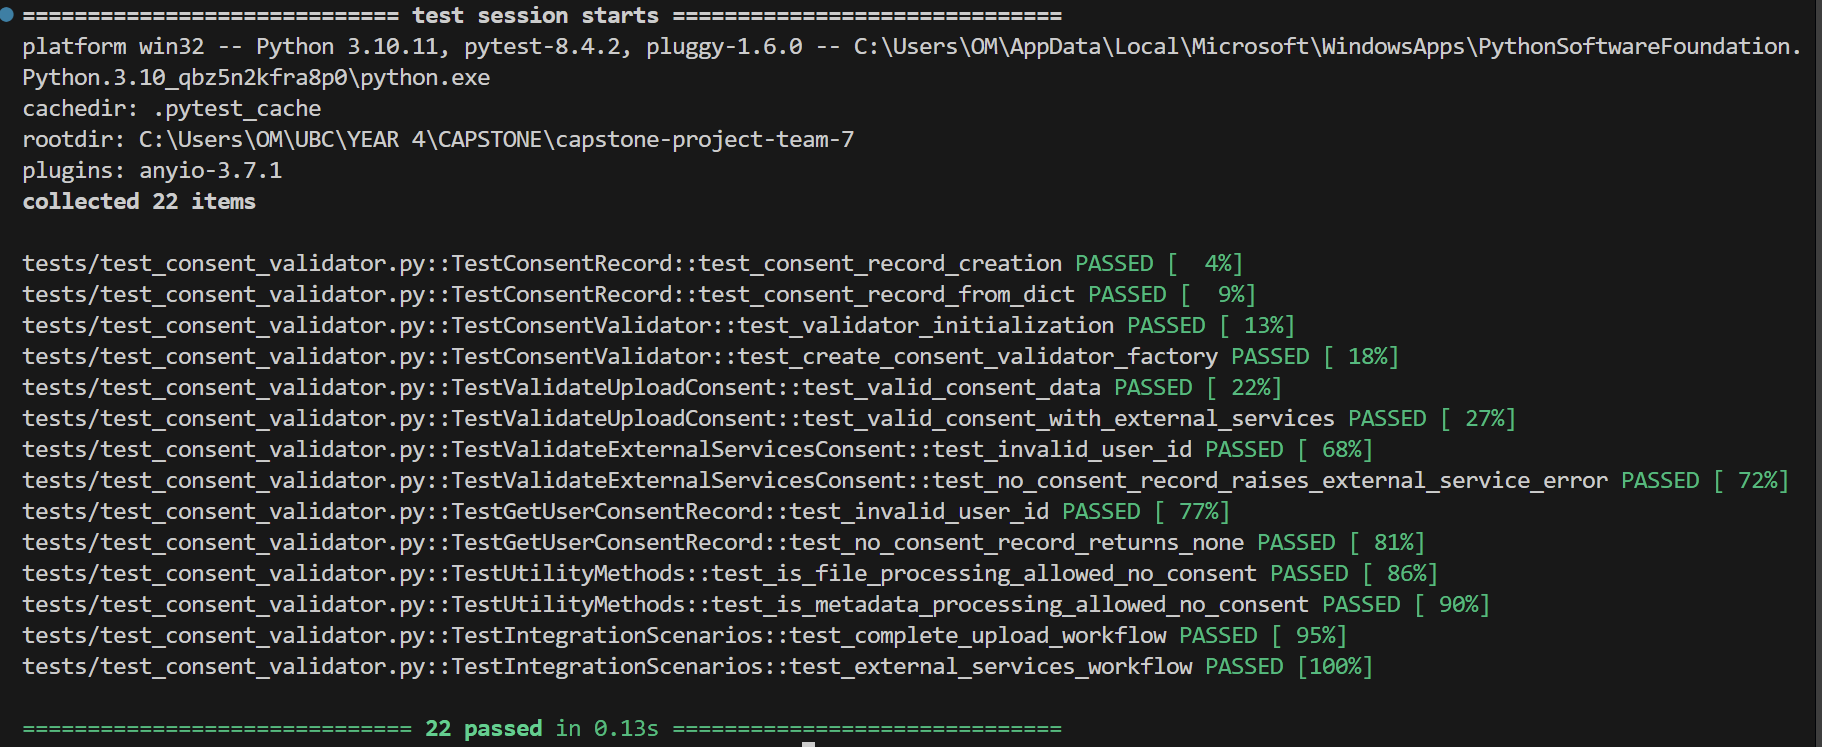 ============================= test session starts ==============================
platform win32 -- Python 3.10.11, pytest-8.4.2, pluggy-1.6.0 -- C:\Users\OM\AppData\Local\Microsoft\WindowsApps\PythonSoftwareFoundation.
Python.3.10_qbz5n2kfra8p0\python.exe
cachedir: .pytest_cache
rootdir: C:\Users\OM\UBC\YEAR 4\CAPSTONE\capstone-project-team-7
plugins: anyio-3.7.1
collected 22 items

tests/test_consent_validator.py::TestConsentRecord::test_consent_record_creation PASSED [  4%]
tests/test_consent_validator.py::TestConsentRecord::test_consent_record_from_dict PASSED [  9%]
tests/test_consent_validator.py::TestConsentValidator::test_validator_initialization PASSED [ 13%]
tests/test_consent_validator.py::TestConsentValidator::test_create_consent_validator_factory PASSED [ 18%]
tests/test_consent_validator.py::TestValidateUploadConsent::test_valid_consent_data PASSED [ 22%]
tests/test_consent_validator.py::TestValidateUploadConsent::test_valid_consent_with_external_services PASSED [ 27%]
tests/test_consent_validator.py::TestValidateExternalServicesConsent::test_invalid_user_id PASSED [ 68%]
tests/test_consent_validator.py::TestValidateExternalServicesConsent::test_no_consent_record_raises_external_service_error PASSED [ 72%]
tests/test_consent_validator.py::TestGetUserConsentRecord::test_invalid_user_id PASSED [ 77%]
tests/test_consent_validator.py::TestGetUserConsentRecord::test_no_consent_record_returns_none PASSED [ 81%]
tests/test_consent_validator.py::TestUtilityMethods::test_is_file_processing_allowed_no_consent PASSED [ 86%]
tests/test_consent_validator.py::TestUtilityMethods::test_is_metadata_processing_allowed_no_consent PASSED [ 90%]
tests/test_consent_validator.py::TestIntegrationScenarios::test_complete_upload_workflow PASSED [ 95%]
tests/test_consent_validator.py::TestIntegrationScenarios::test_external_services_workflow PASSED [100%]

============================== 22 passed in 0.13s ==============================